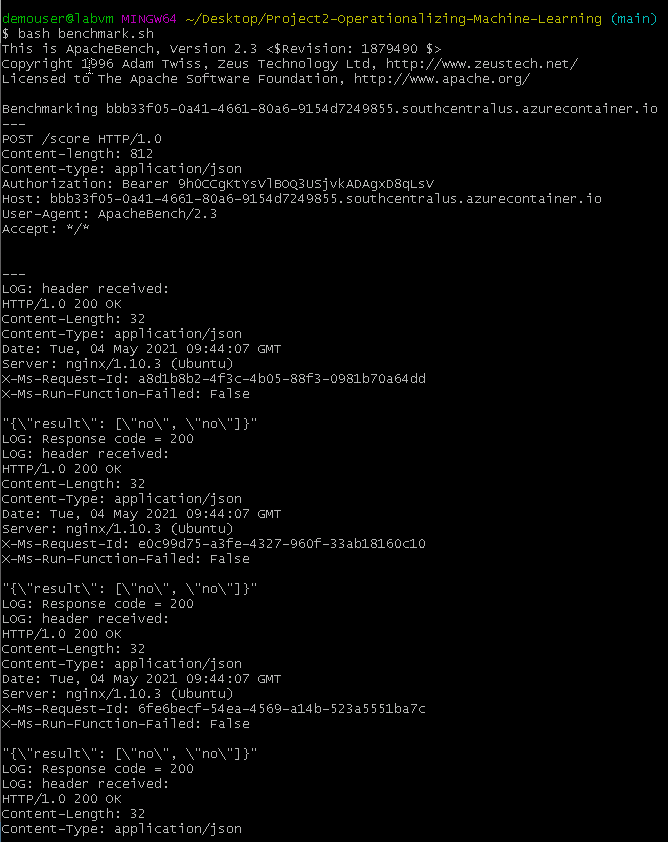 demouser@labvm MINGW64 ~/Desktop/Project2-Operationalizing-Machine-Learning (main)
$ bash benchmark.sh
This is ApacheBench, Version 2.3 <$Revision: 1879490 $>
Copyright 1996 Adam Twiss, Zeus Technology Ltd, http://www.zeustech.net/
Licensed to The Apache Software Foundation, http://www.apache.org/

Benchmarking bbb33f05-0a41-4661-80a6-9154d7249855.southcentralus.azurecontainer.io
---
POST /score HTTP/1.0
Content-length: 812
Content-type: application/json
Authorization: Bearer 9hOCCgKtYsVlBOQ3USjvkADAgxD8qLsV
Host: bbb33f05-0a41-4661-80a6-9154d7249855.southcentralus.azurecontainer.io
User-Agent: ApacheBench/2.3
Accept: */*


---
LOG: header received:
HTTP/1.0 200 OK
Content-Length: 32
Content-Type: application/json
Date: Tue, 04 May 2021 09:44:07 GMT
Server: nginx/1.10.3 (Ubuntu)
X-Ms-Request-Id: a8d1b8b2-4f3c-4b05-88f3-0981b70a64dd
X-Ms-Run-Function-Failed: False

"{\"result\": [\"no\", \"no\"]}"
LOG: Response code = 200
LOG: header received:
HTTP/1.0 200 OK
Content-Length: 32
Content-Type: application/json
Date: Tue, 04 May 2021 09:44:07 GMT
Server: nginx/1.10.3 (Ubuntu)
X-Ms-Request-Id: e0c99d75-a3fe-4327-960f-33ab18160c10
X-Ms-Run-Function-Failed: False

"{\"result\": [\"no\", \"no\"]}"
LOG: Response code = 200
LOG: header received:
HTTP/1.0 200 OK
Content-Length: 32
Content-Type: application/json
Date: Tue, 04 May 2021 09:44:07 GMT
Server: nginx/1.10.3 (Ubuntu)
X-Ms-Request-Id: 6fe6becf-54ea-4569-a14b-523a5551ba7c
X-Ms-Run-Function-Failed: False

"{\"result\": [\"no\", \"no\"]}"
LOG: Response code = 200
LOG: header received:
HTTP/1.0 200 OK
Content-Length: 32
Content-Type: application/json